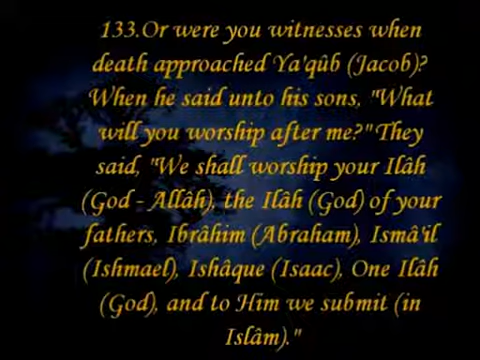 133.Or were you witnesses when
death approached Ya'qûb (Jacob)?
When he said unto his sons, "What
will you worship after me?" They
said, "We shall worship your Ilâh
(God - Allâh), the Ilâh (God) of your
fathers, Ibrâhim (Abraham), Ismâ'il
(Ishmael), Ishâque (Isaac), One Ilâh
(God), and to Him we submit (in
Islâm)."